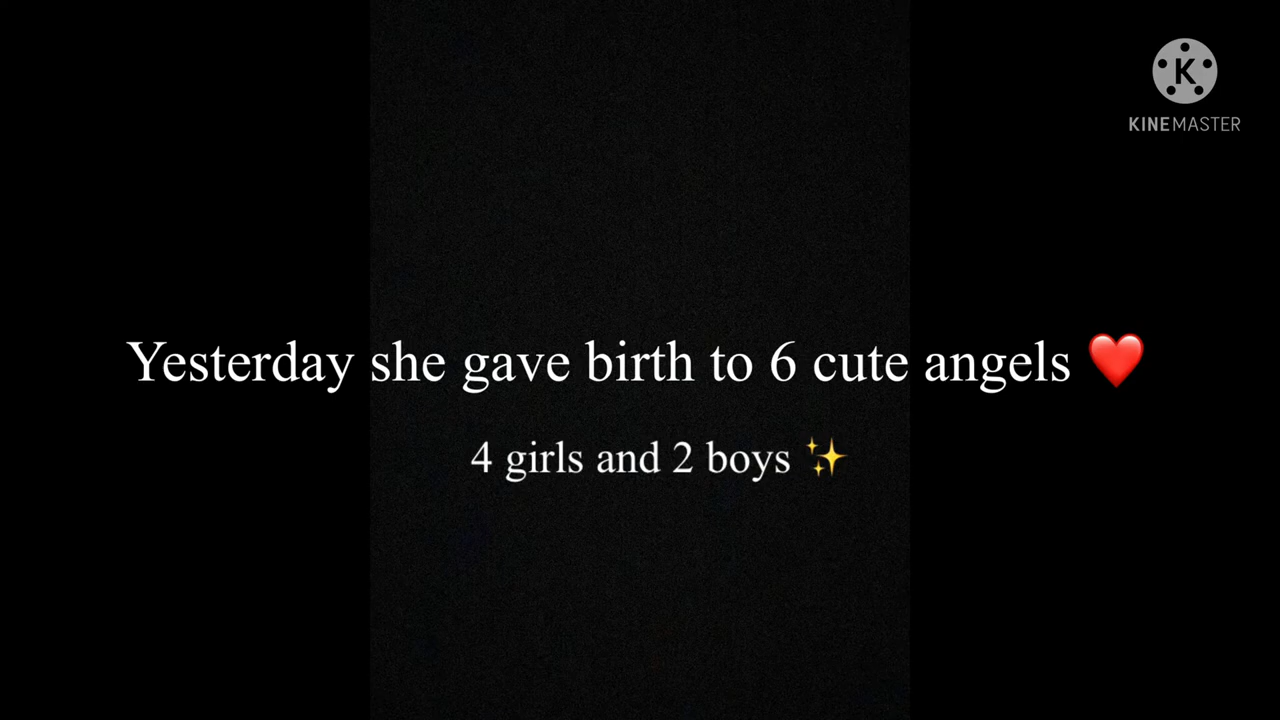 K
KINEMASTER
Yesterday she gave birth to 6 cute angels ❤️
4 girls and 2 boys ✨